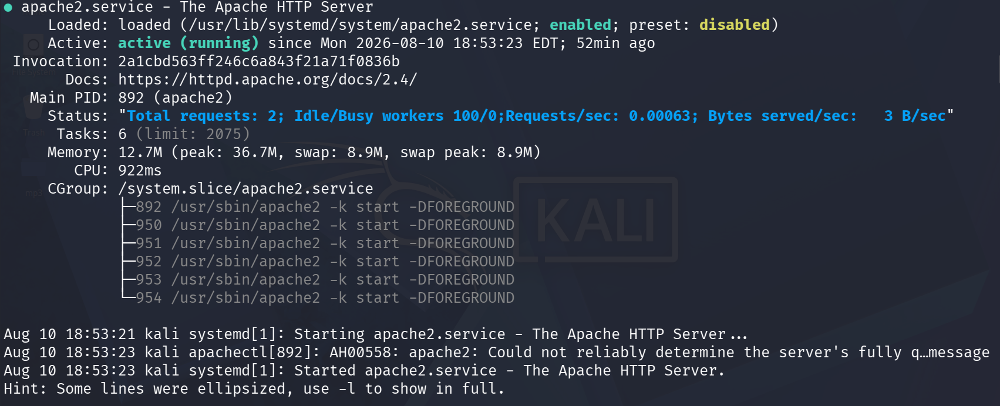 ● apache2.service - The Apache HTTP Server
     Loaded: loaded (/usr/lib/systemd/system/apache2.service; enabled; preset: disabled)
     Active: active (running) since Mon 2026-08-10 18:53:23 EDT; 52min ago
 Invocation: 2a1cbd563ff246c6a843f21a71f0836b
       Docs: https://httpd.apache.org/docs/2.4/
   Main PID: 892 (apache2)
     Status: "Total requests: 2; Idle/Busy workers 100/0;Requests/sec: 0.00063; Bytes served/sec:   3 B/sec"
      Tasks: 6 (limit: 2075)
     Memory: 12.7M (peak: 36.7M, swap: 8.9M, swap peak: 8.9M)
        CPU: 922ms
     CGroup: /system.slice/apache2.service
             ├─892 /usr/sbin/apache2 -k start -DFOREGROUND
             ├─950 /usr/sbin/apache2 -k start -DFOREGROUND
             ├─951 /usr/sbin/apache2 -k start -DFOREGROUND
             ├─952 /usr/sbin/apache2 -k start -DFOREGROUND
             ├─953 /usr/sbin/apache2 -k start -DFOREGROUND
             └─954 /usr/sbin/apache2 -k start -DFOREGROUND

Aug 10 18:53:21 kali systemd[1]: Starting apache2.service - The Apache HTTP Server...
Aug 10 18:53:23 kali apachectl[892]: AH00558: apache2: Could not reliably determine the server's fully q…message
Aug 10 18:53:23 kali systemd[1]: Started apache2.service - The Apache HTTP Server.
Hint: Some lines were ellipsized, use -l to show in full.
File System
Trash
mp3
KALI